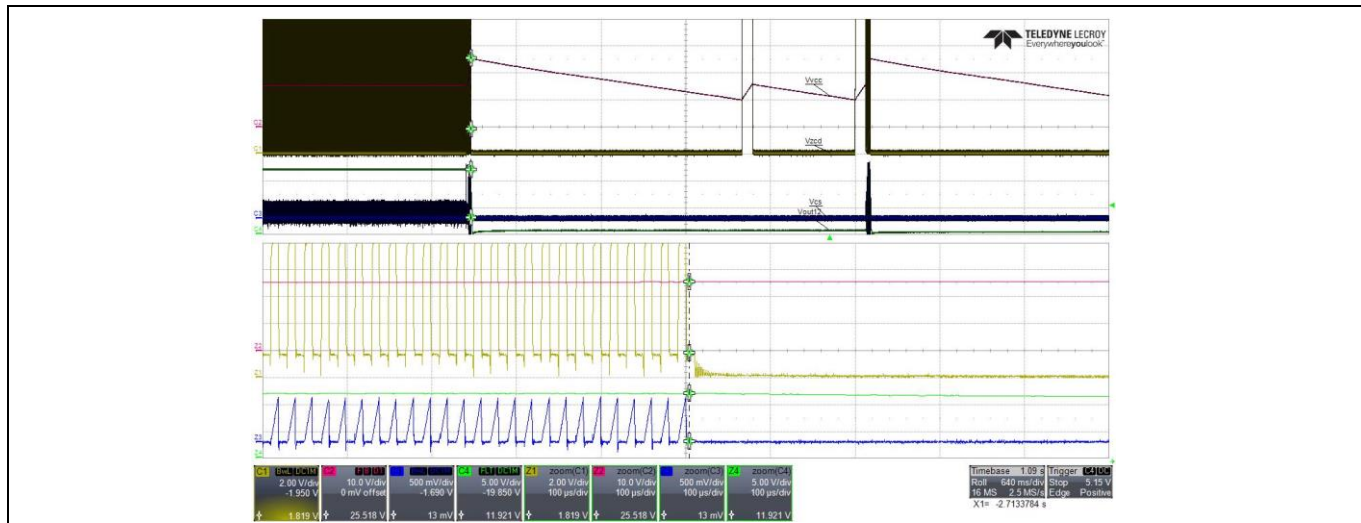 TELEDYNE LECROY
Everywhereyoulook™
Vvcc
Vzcd
Vcs
Vout12
C1 BwL DC1M
2.00 V/div
-1.950 V
1.819 V
C2
10.0 V/div
0 mV offset
25.518 V
500 mV/div
-1.690 V
13 mV
C4 FLT DC1M
5.00 V/div
-19.850 V
11.921 V
Z1 zoom(C1)
2.00 V/div
100 µs/div
1.819 V
Z2 zoom(C2)
10.0 V/div
100 µs/div
25.518 V
zoom(C3)
500 mV/div
100 µs/div
13 mV
Z4 zoom(C4)
5.00 V/div
100 µs/div
11.921 V
Timebase 1.09 s
Roll 640 ms/div
16 MS 2.5 MS/s
Trigger C4 DC
Stop 5.15 V
Edge Positive
X1= -2.7133784 s